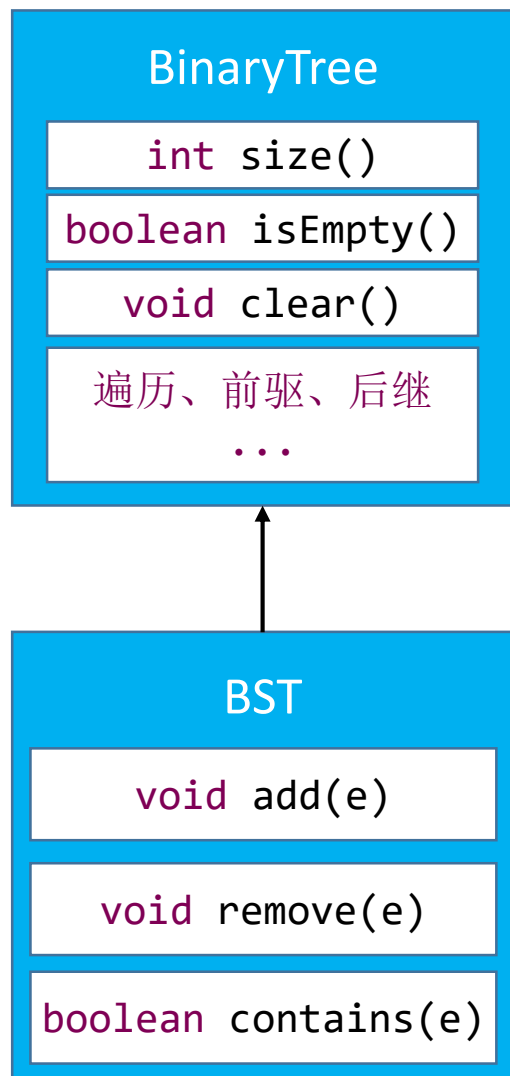 BinaryTree
int size()
boolean isEmpty()
void clear()
遍历、前驱、后继
...
BST
void add(e)
void remove(e)
boolean contains(e)